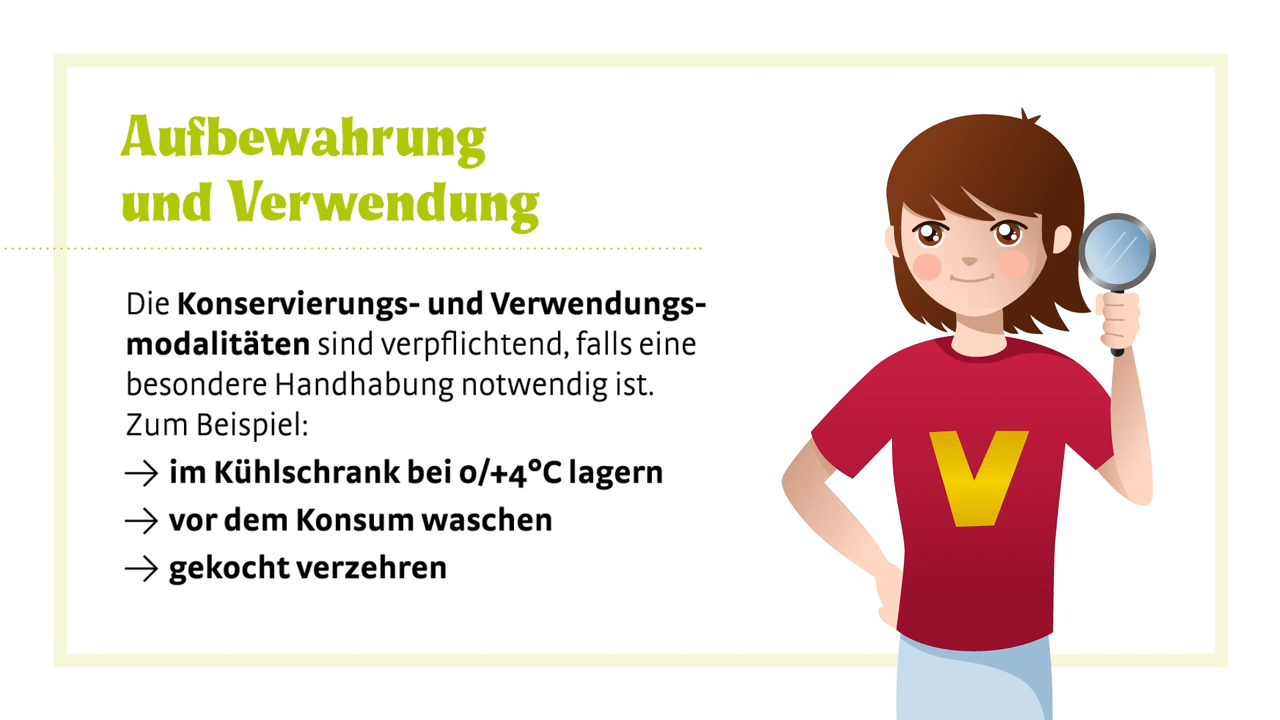 Aufbewahrung
und Verwendung
Die Konservierungs- und Verwendungs-
modalitäten sind verpflichtend, falls eine
besondere Handhabung notwendig ist.
Zum Beispiel:
→ im Kühlschrank bei 0/+4°C lagern
→ vor dem Konsum waschen
→ gekocht verzehren
V